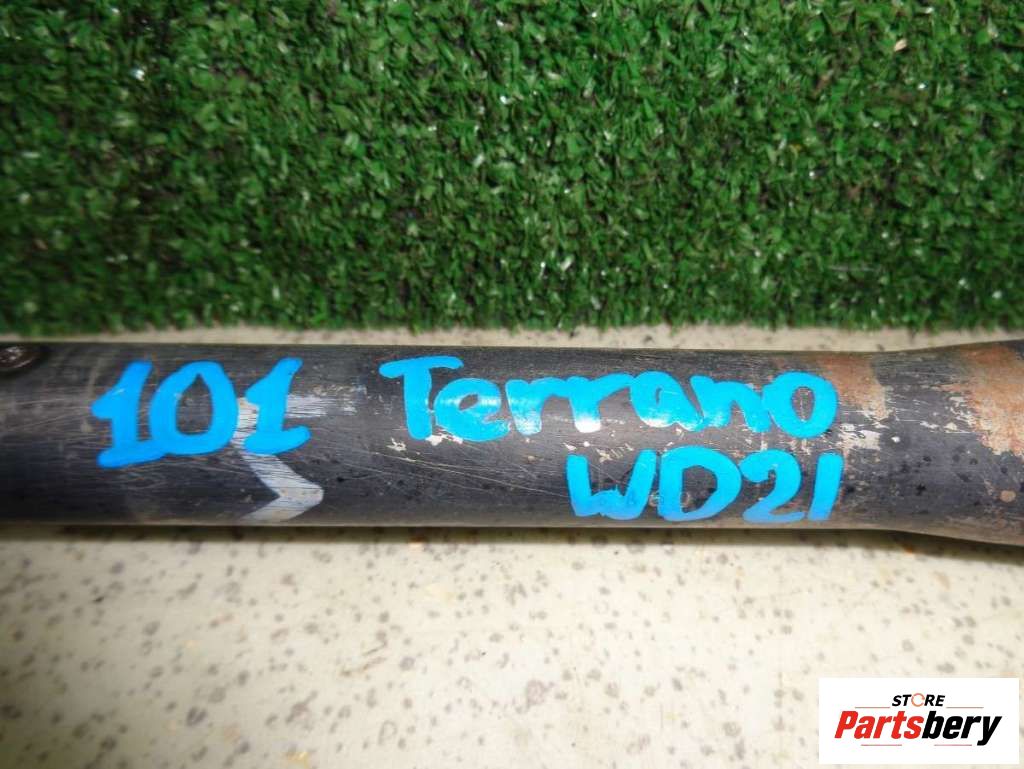 101 Terrano
WD21
STORE
Partsbery